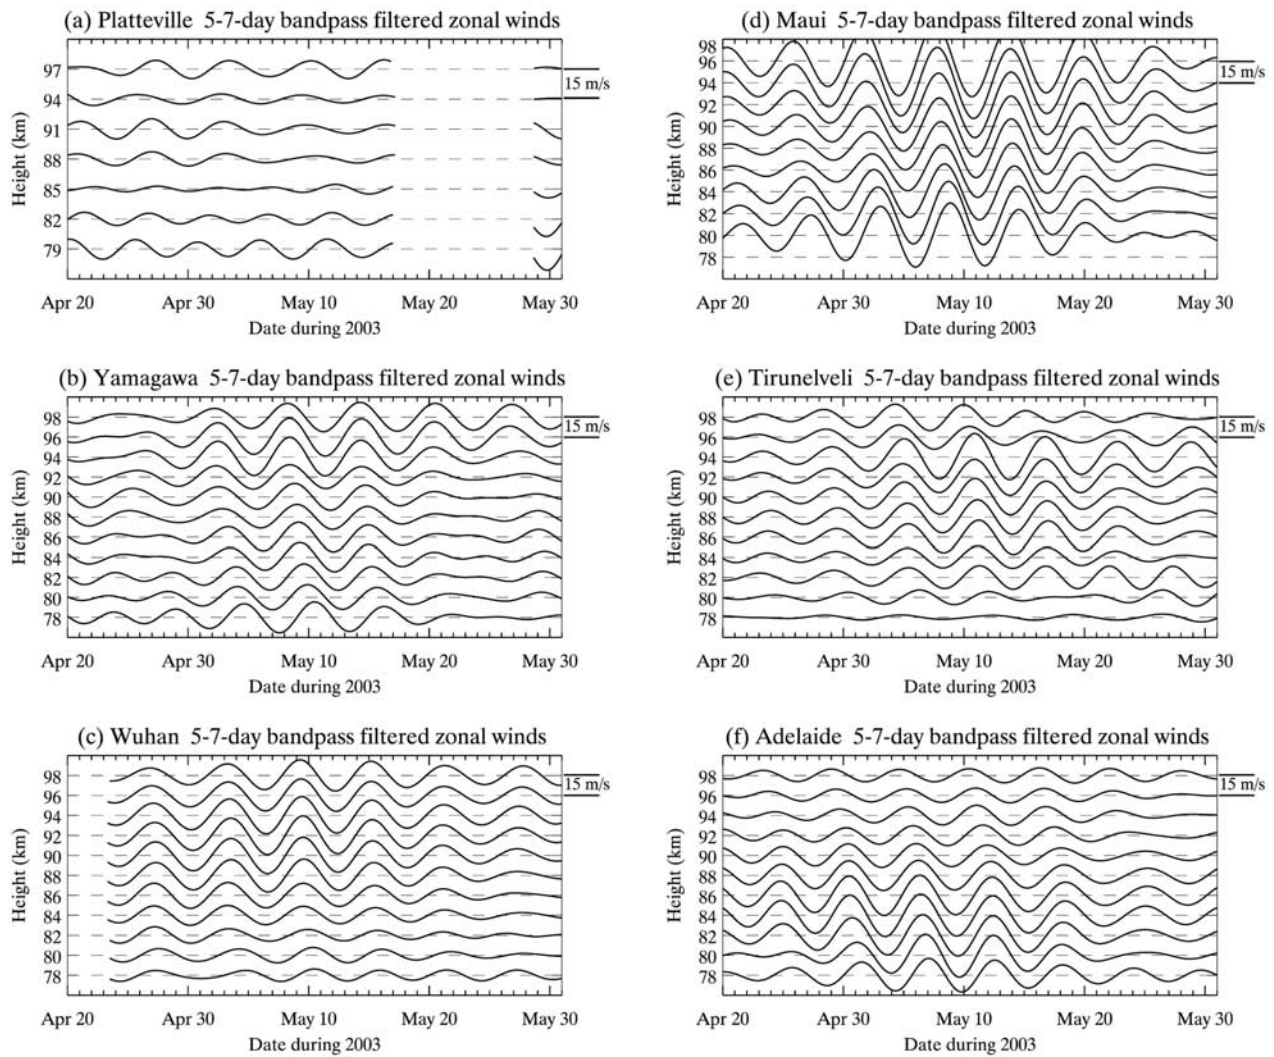 (a) Platteville 5-7-day bandpass filtered zonal winds
97
94
91
88
85
82
79
Height (km)
15 m/s
Apr 20 Apr 30 May 10 May 20 May 30
Date during 2003
(d) Maui 5-7-day bandpass filtered zonal winds
98
96
94
92
90
88
86
84
82
80
78
Height (km)
15 m/s
Apr 20 Apr 30 May 10 May 20 May 30
Date during 2003
(b) Yamagawa 5-7-day bandpass filtered zonal winds
98
96
94
92
90
88
86
84
82
80
78
Height (km)
15 m/s
Apr 20 Apr 30 May 10 May 20 May 30
Date during 2003
(e) Tirunelveli 5-7-day bandpass filtered zonal winds
98
96
94
92
90
88
86
84
82
80
78
Height (km)
15 m/s
Apr 20 Apr 30 May 10 May 20 May 30
Date during 2003
(c) Wuhan 5-7-day bandpass filtered zonal winds
98
96
94
92
90
88
86
84
82
80
78
Height (km)
15 m/s
Apr 20 Apr 30 May 10 May 20 May 30
Date during 2003
(f) Adelaide 5-7-day bandpass filtered zonal winds
98
96
94
92
90
88
86
84
82
80
78
Height (km)
15 m/s
Apr 20 Apr 30 May 10 May 20 May 30
Date during 2003